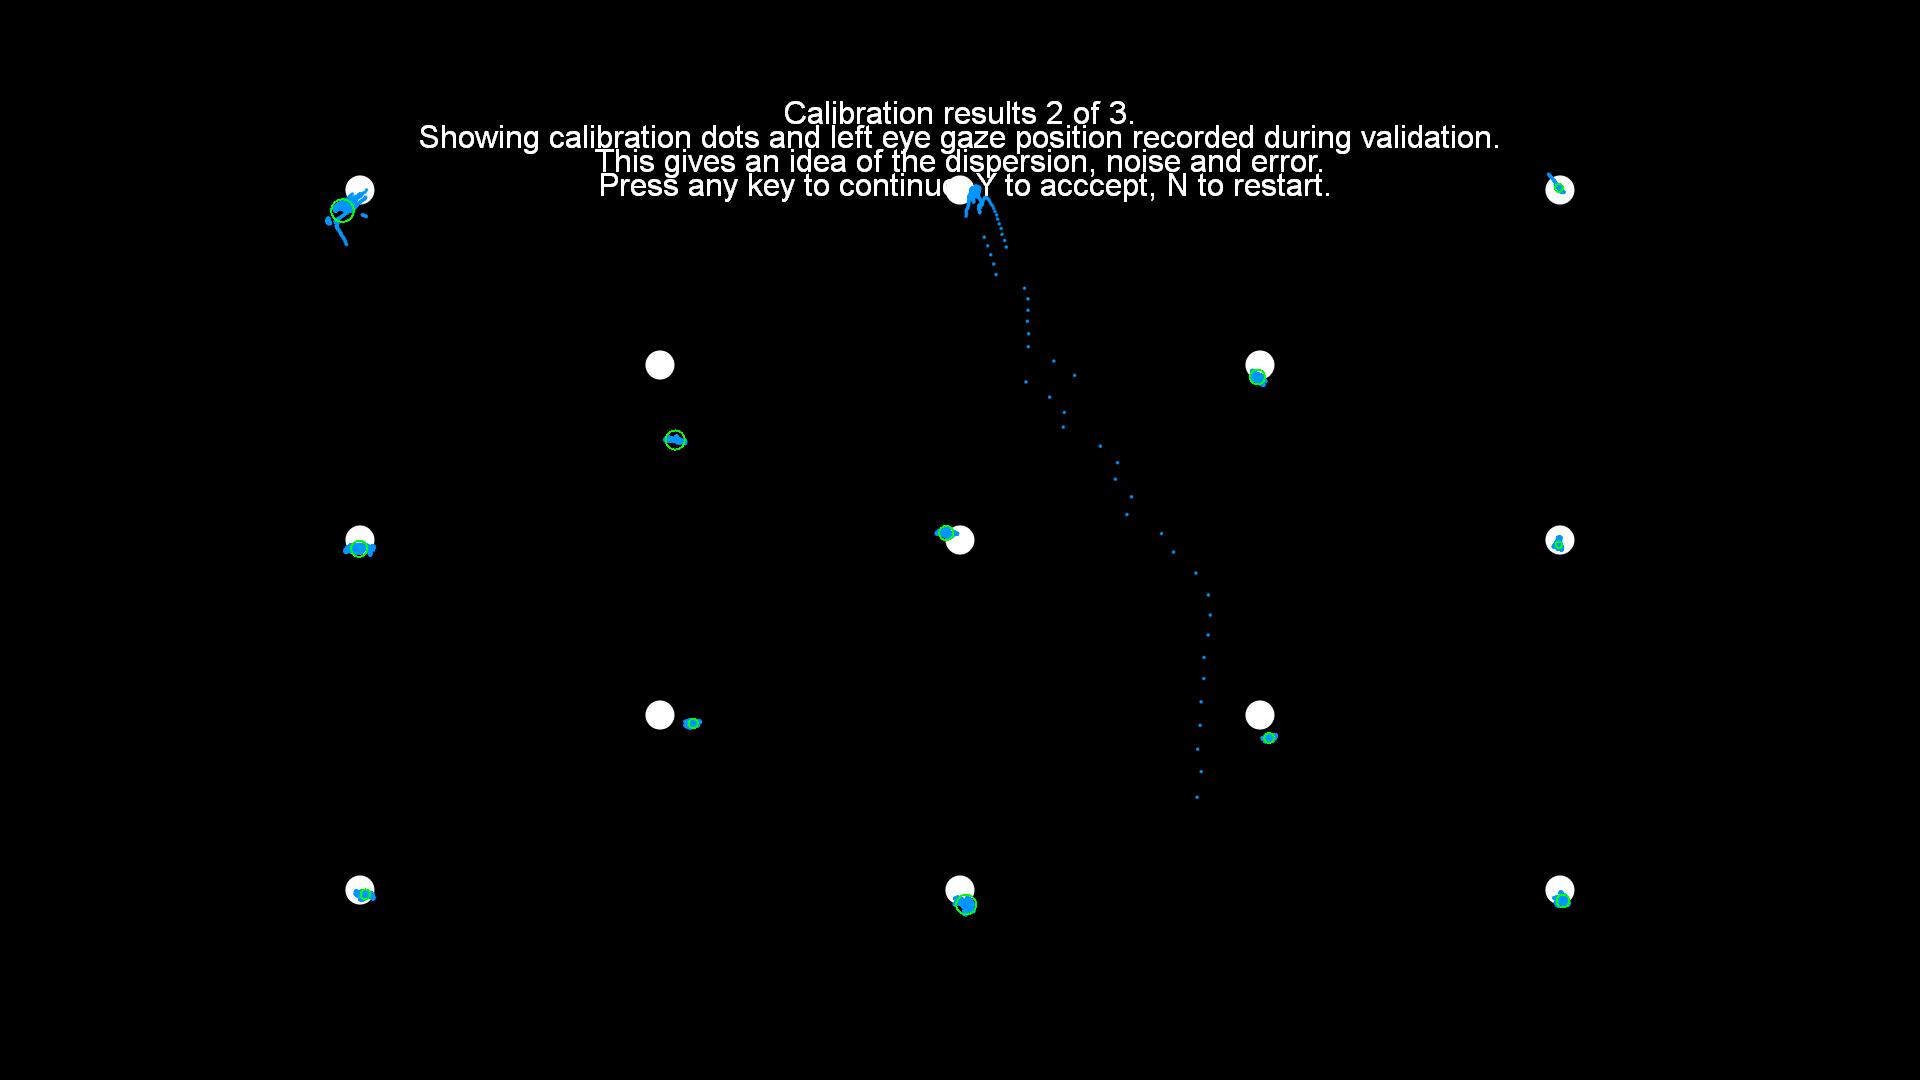 Calibration results 2 of 3.
Showing calibration dots and left eye gaze position recorded during validation.
This gives an idea of the dispersion, noise and error.
Press any key to continue Y to acccept, N to restart.